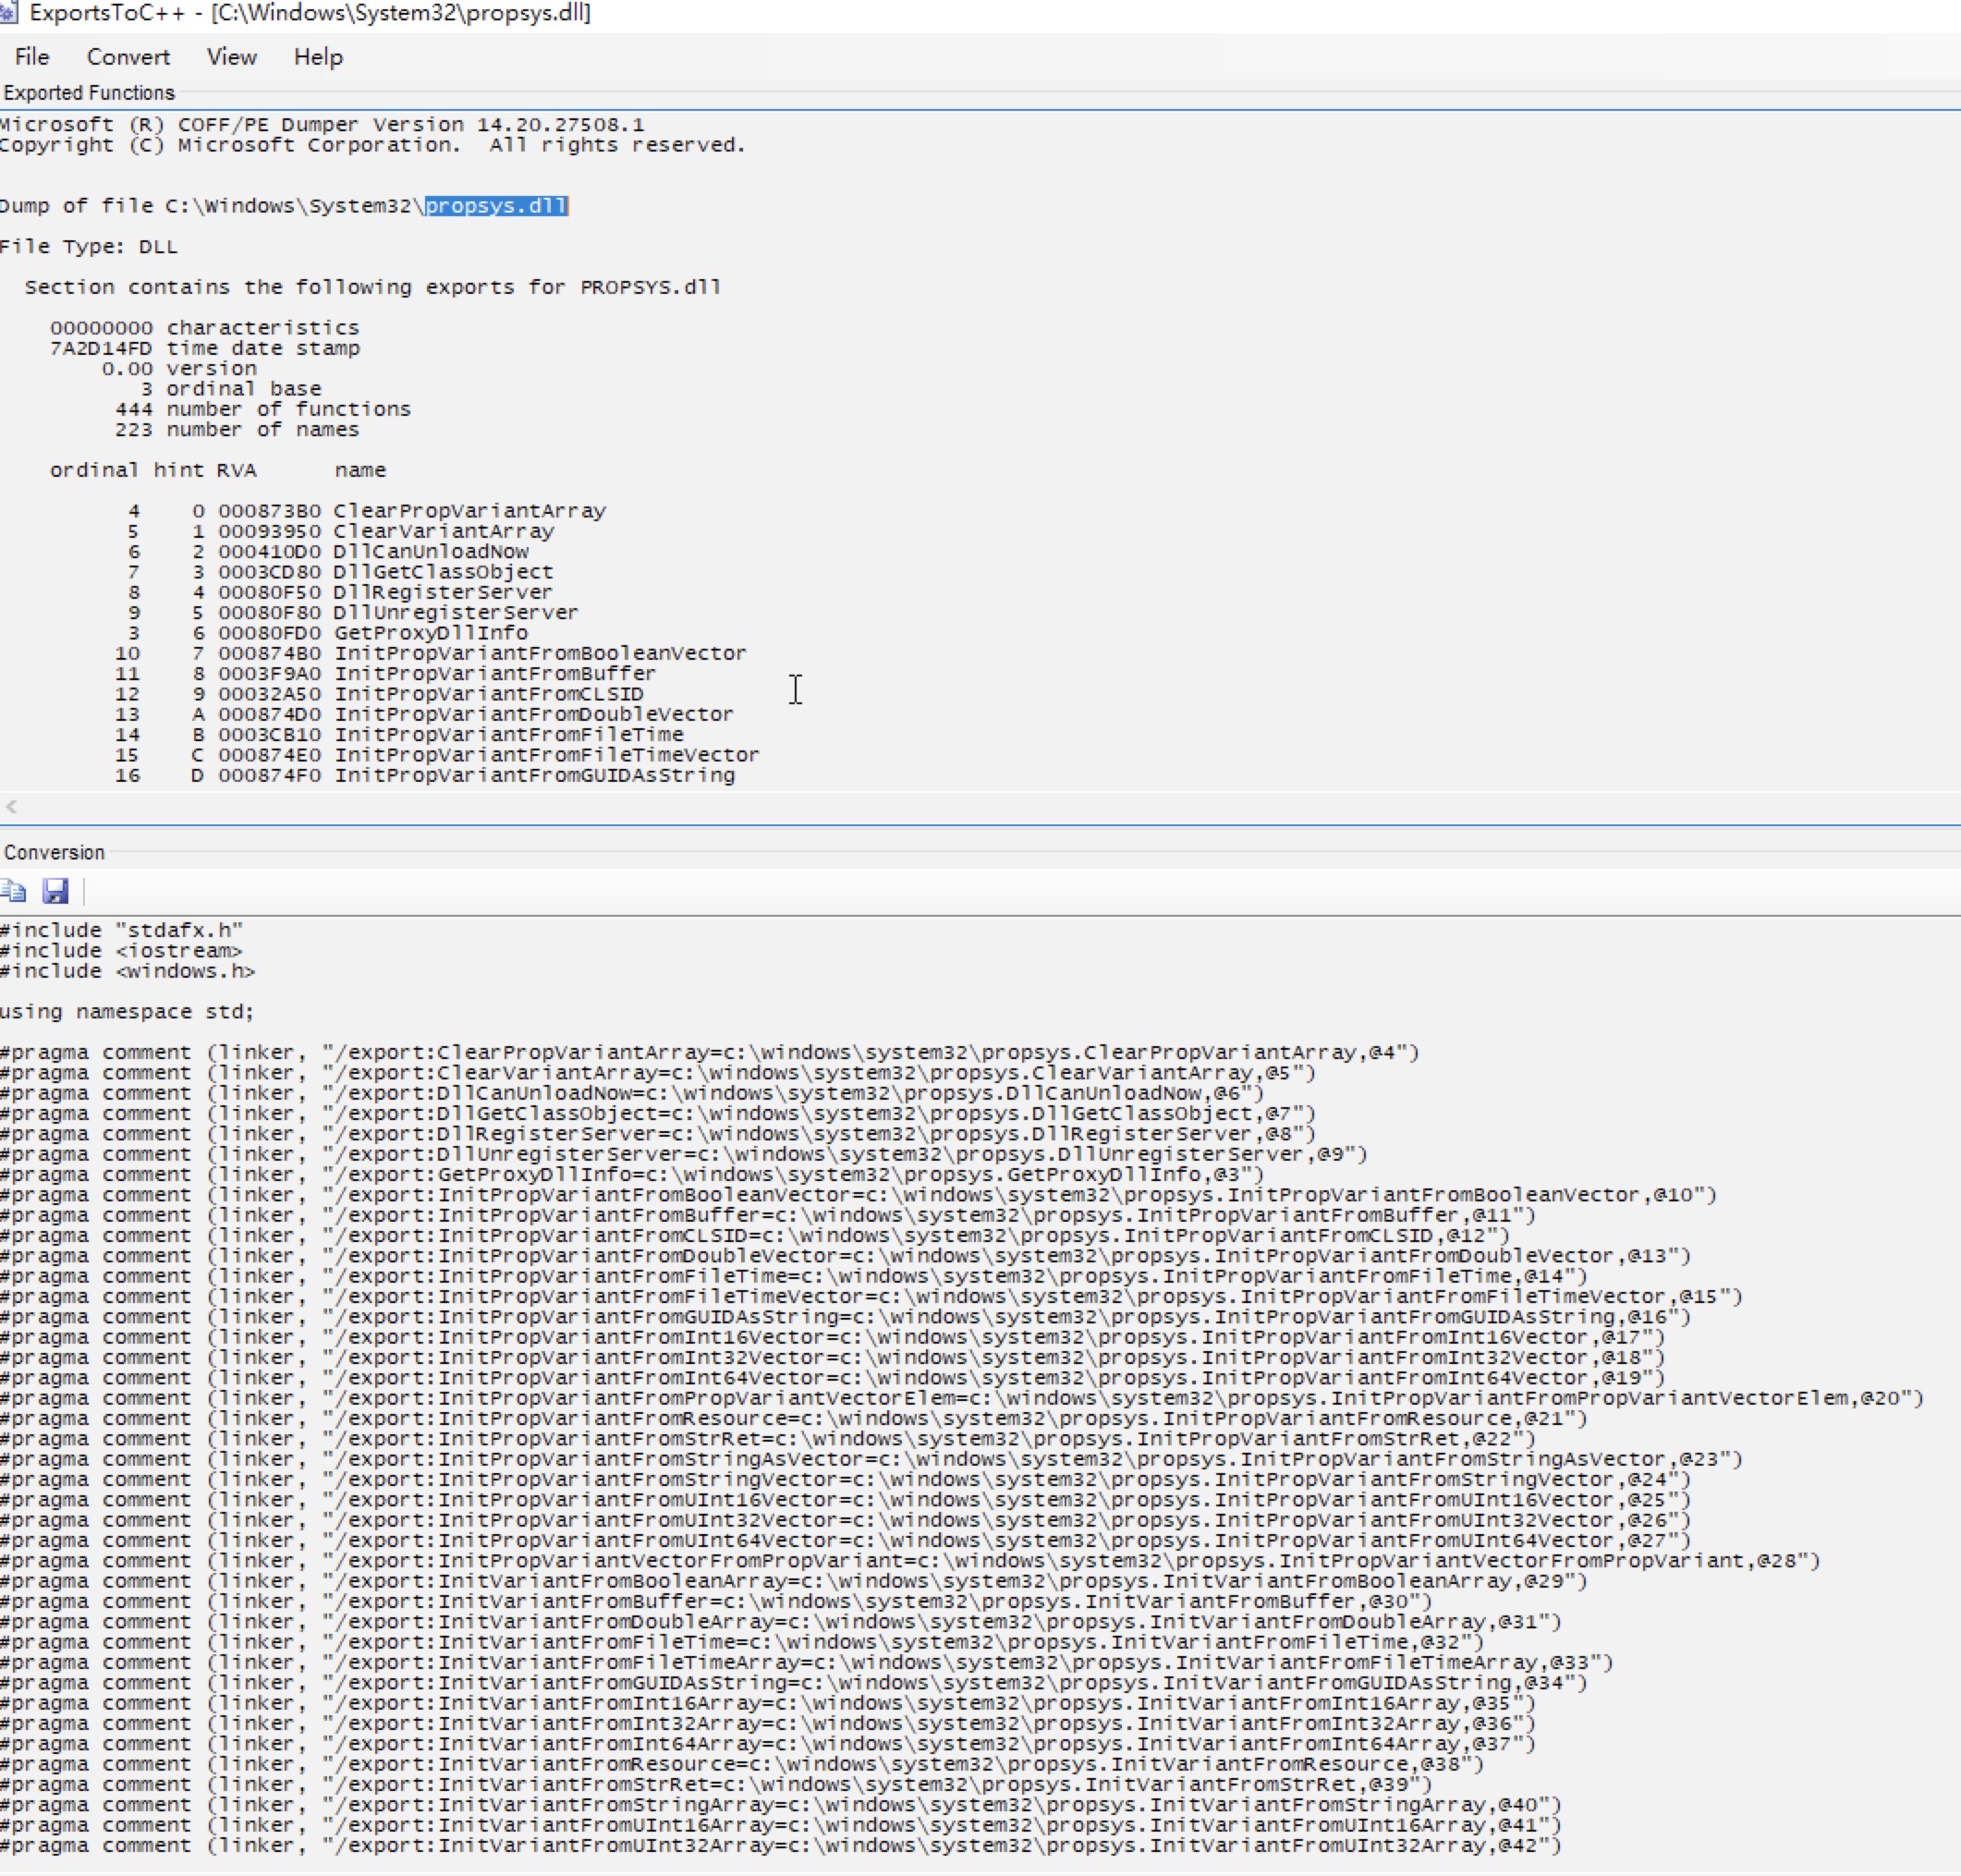 ExportsToC++ - [C:\Windows\System32\propsys.dll]
File Convert View Help
Exported Functions
Microsoft (R) COFF/PE Dumper Version 14.20.27508.1
Copyright (C) Microsoft Corporation.  All rights reserved.
Dump of file C:\Windows\System32\propsys.dll
File Type: DLL
Section contains the following exports for PROPSYS.dll
00000000 characteristics
7A2D14FD time date stamp
0.00 version
3 ordinal base
444 number of functions
223 number of names
ordinal hint RVA      name
4    0 000873B0 ClearPropVariantArray
5    1 00093950 ClearVariantArray
6    2 000410D0 DllCanUnloadNow
7    3 0003CD80 DllGetClassObject
8    4 00080F50 DllRegisterServer
9    5 00080F80 DllUnregisterServer
3    6 00080FD0 GetProxyDllInfo
10    7 000874B0 InitPropVariantFromBooleanVector
11    8 0003F9A0 InitPropVariantFromBuffer
12    9 00032A50 InitPropVariantFromCLSID
13    A 000874D0 InitPropVariantFromDoubleVector
14    B 0003CB10 InitPropVariantFromFileTime
15    C 000874E0 InitPropVariantFromFileTimeVector
16    D 000874F0 InitPropVariantFromGUIDAsString
Conversion
#include "stdafx.h"
#include <iostream>
#include <windows.h>
using namespace std;
#pragma comment (linker, "/export:ClearPropVariantArray=c:\windows\system32\propsys.ClearPropVariantArray,@4")
#pragma comment (linker, "/export:ClearVariantArray=c:\windows\system32\propsys.ClearVariantArray,@5")
#pragma comment (linker, "/export:DllCanUnloadNow=c:\windows\system32\propsys.DllCanUnloadNow,@6")
#pragma comment (linker, "/export:DllGetClassObject=c:\windows\system32\propsys.DllGetClassObject,@7")
#pragma comment (linker, "/export:DllRegisterServer=c:\windows\system32\propsys.DllRegisterServer,@8")
#pragma comment (linker, "/export:DllUnregisterServer=c:\windows\system32\propsys.DllUnregisterServer,@9")
#pragma comment (linker, "/export:GetProxyDllInfo=c:\windows\system32\propsys.GetProxyDllInfo,@3")
#pragma comment (linker, "/export:InitPropVariantFromBooleanVector=c:\windows\system32\propsys.InitPropVariantFromBooleanVector,@10")
#pragma comment (linker, "/export:InitPropVariantFromBuffer=c:\windows\system32\propsys.InitPropVariantFromBuffer,@11")
#pragma comment (linker, "/export:InitPropVariantFromCLSID=c:\windows\system32\propsys.InitPropVariantFromCLSID,@12")
#pragma comment (linker, "/export:InitPropVariantFromDoubleVector=c:\windows\system32\propsys.InitPropVariantFromDoubleVector,@13")
#pragma comment (linker, "/export:InitPropVariantFromFileTime=c:\windows\system32\propsys.InitPropVariantFromFileTime,@14")
#pragma comment (linker, "/export:InitPropVariantFromFileTimeVector=c:\windows\system32\propsys.InitPropVariantFromFileTimeVector,@15")
#pragma comment (linker, "/export:InitPropVariantFromGUIDAsString=c:\windows\system32\propsys.InitPropVariantFromGUIDAsString,@16")
#pragma comment (linker, "/export:InitPropVariantFromInt16Vector=c:\windows\system32\propsys.InitPropVariantFromInt16Vector,@17")
#pragma comment (linker, "/export:InitPropVariantFromInt32Vector=c:\windows\system32\propsys.InitPropVariantFromInt32Vector,@18")
#pragma comment (linker, "/export:InitPropVariantFromInt64Vector=c:\windows\system32\propsys.InitPropVariantFromInt64Vector,@19")
#pragma comment (linker, "/export:InitPropVariantFromPropVariantVectorElem=c:\windows\system32\propsys.InitPropVariantFromPropVariantVectorElem,@20")
#pragma comment (linker, "/export:InitPropVariantFromResource=c:\windows\system32\propsys.InitPropVariantFromResource,@21")
#pragma comment (linker, "/export:InitPropVariantFromStrRet=c:\windows\system32\propsys.InitPropVariantFromStrRet,@22")
#pragma comment (linker, "/export:InitPropVariantFromStringAsVector=c:\windows\system32\propsys.InitPropVariantFromStringAsVector,@23")
#pragma comment (linker, "/export:InitPropVariantFromStringVector=c:\windows\system32\propsys.InitPropVariantFromStringVector,@24")
#pragma comment (linker, "/export:InitPropVariantFromUInt16Vector=c:\windows\system32\propsys.InitPropVariantFromUInt16Vector,@25")
#pragma comment (linker, "/export:InitPropVariantFromUInt32Vector=c:\windows\system32\propsys.InitPropVariantFromUInt32Vector,@26")
#pragma comment (linker, "/export:InitPropVariantFromUInt64Vector=c:\windows\system32\propsys.InitPropVariantFromUInt64Vector,@27")
#pragma comment (linker, "/export:InitPropVariantVectorFromPropVariant=c:\windows\system32\propsys.InitPropVariantVectorFromPropVariant,@28")
#pragma comment (linker, "/export:InitVariantFromBooleanArray=c:\windows\system32\propsys.InitVariantFromBooleanArray,@29")
#pragma comment (linker, "/export:InitVariantFromBuffer=c:\windows\system32\propsys.InitVariantFromBuffer,@30")
#pragma comment (linker, "/export:InitVariantFromDoubleArray=c:\windows\system32\propsys.InitVariantFromDoubleArray,@31")
#pragma comment (linker, "/export:InitVariantFromFileTime=c:\windows\system32\propsys.InitVariantFromFileTime,@32")
#pragma comment (linker, "/export:InitVariantFromFileTimeArray=c:\windows\system32\propsys.InitVariantFromFileTimeArray,@33")
#pragma comment (linker, "/export:InitVariantFromGUIDAsString=c:\windows\system32\propsys.InitVariantFromGUIDAsString,@34")
#pragma comment (linker, "/export:InitVariantFromInt16Array=c:\windows\system32\propsys.InitVariantFromInt16Array,@35")
#pragma comment (linker, "/export:InitVariantFromInt32Array=c:\windows\system32\propsys.InitVariantFromInt32Array,@36")
#pragma comment (linker, "/export:InitVariantFromInt64Array=c:\windows\system32\propsys.InitVariantFromInt64Array,@37")
#pragma comment (linker, "/export:InitVariantFromResource=c:\windows\system32\propsys.InitVariantFromResource,@38")
#pragma comment (linker, "/export:InitVariantFromStrRet=c:\windows\system32\propsys.InitVariantFromStrRet,@39")
#pragma comment (linker, "/export:InitVariantFromStringArray=c:\windows\system32\propsys.InitVariantFromStringArray,@40")
#pragma comment (linker, "/export:InitVariantFromUInt16Array=c:\windows\system32\propsys.InitVariantFromUInt16Array,@41")
#pragma comment (linker, "/export:InitVariantFromUInt32Array=c:\windows\system32\propsys.InitVariantFromUInt32Array,@42")